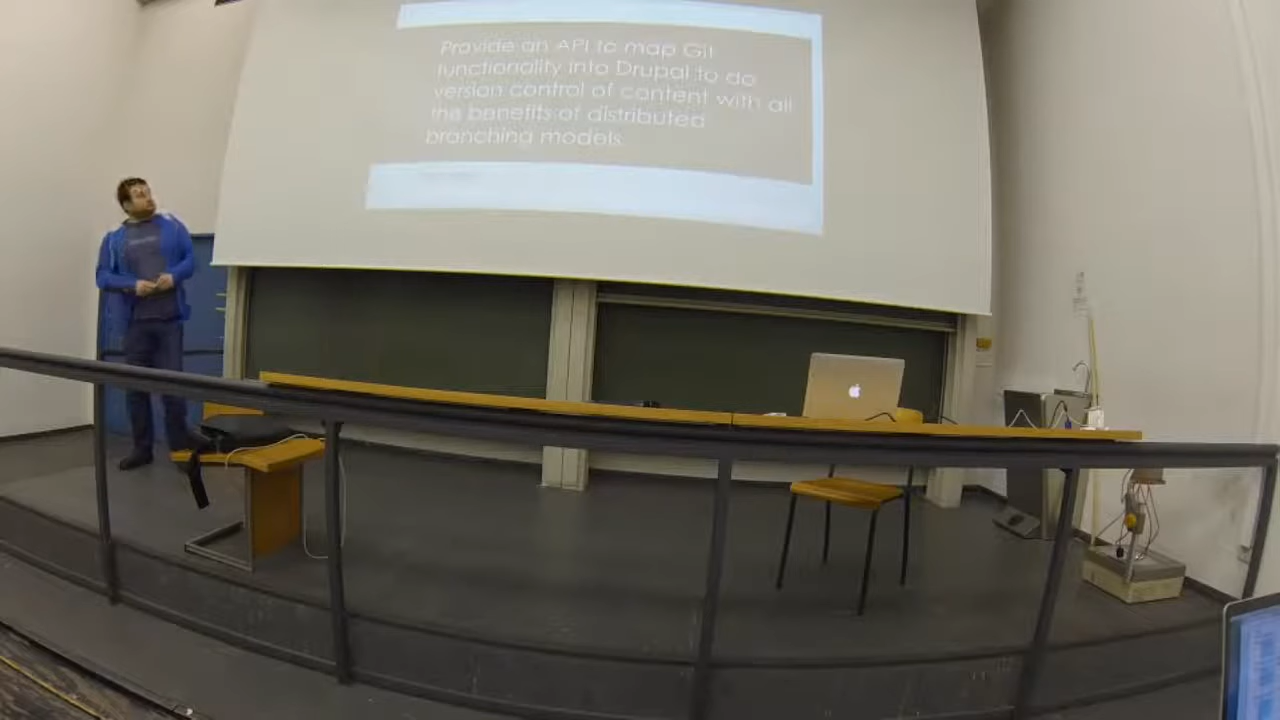 Provide an API to map Git
functionality into Drupal to do
version control of content with all
the benefits of distributed
branching models.